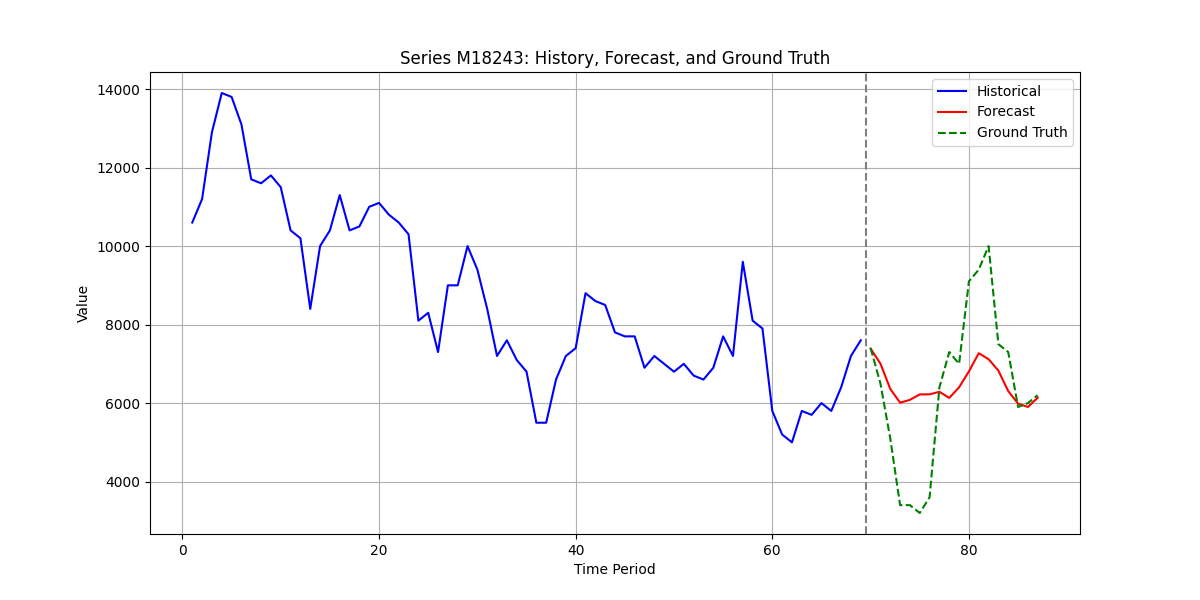 Series M18243: History, Forecast, and Ground Truth
Historical
Forecast
Ground Truth
14000
12000
10000
8000
6000
4000
Value
0
20
40
60
80
Time Period